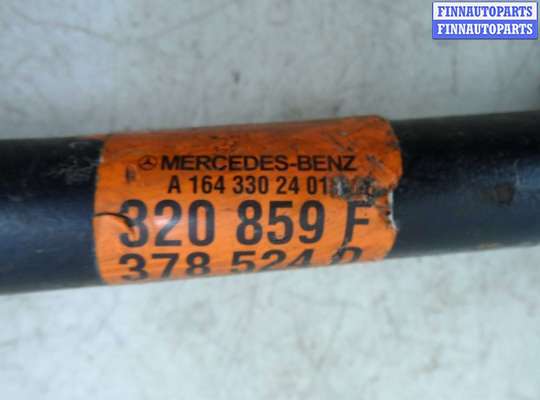 FINNAUTOPARTS
FINNAUTOPARTS
MERCEDES-BENZ
A 164 330 24 01
320 859 F
378 524